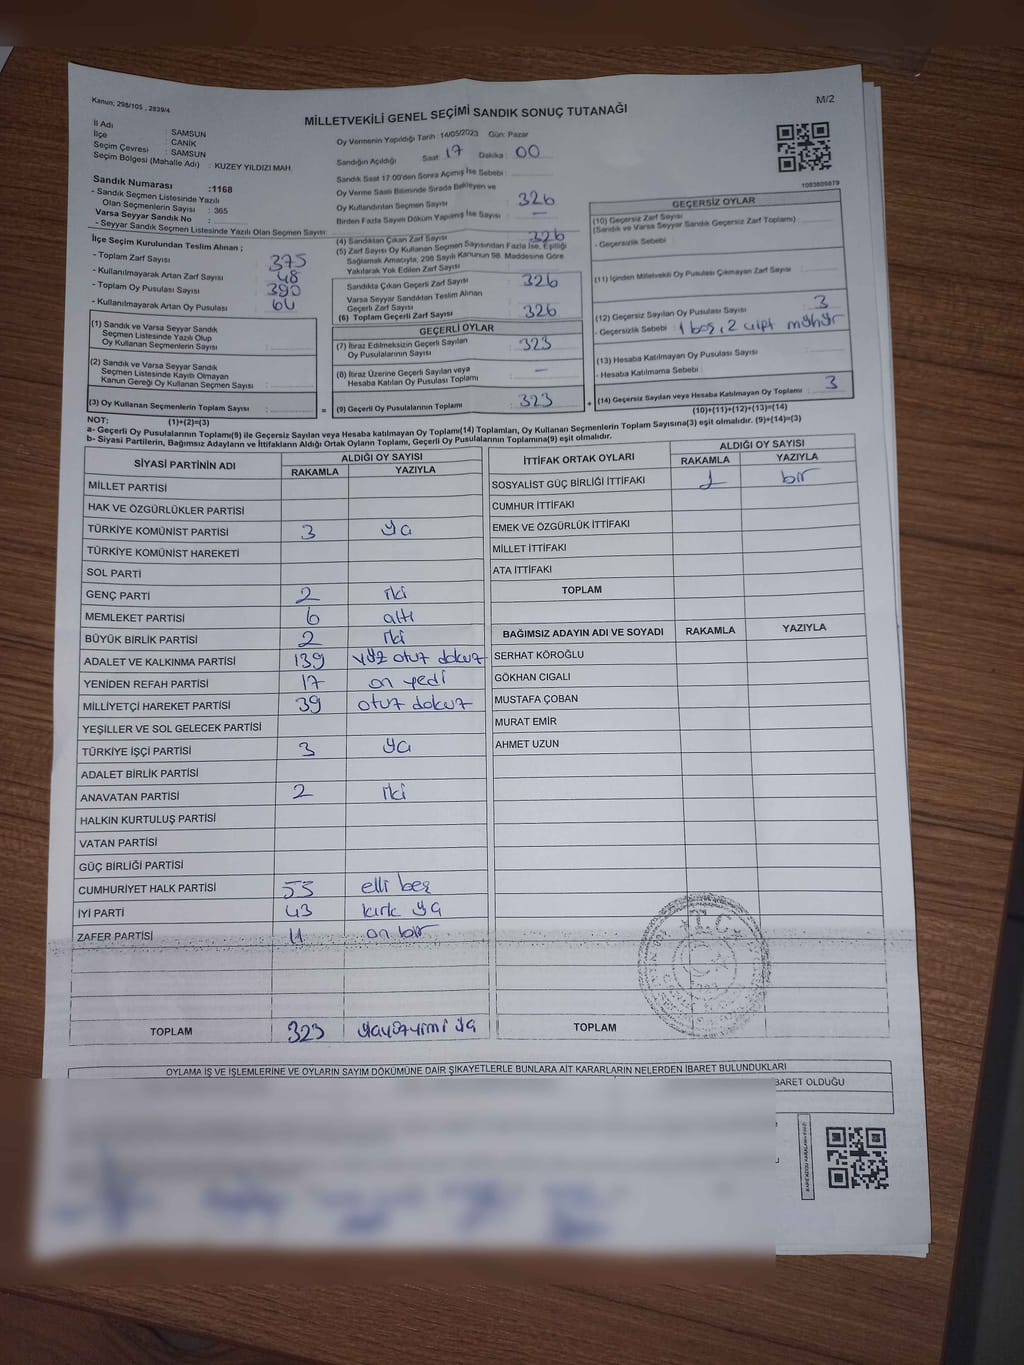 Kanun; 298/105 , 2839/4
M/2
MİLLETVEKİLİ GENEL SEÇİMİ SANDIK SONUÇ TUTANAĞI
İl Adı : SAMSUN
İlçe : CANİK
Seçim Çevresi : SAMSUN
Seçim Bölgesi (Mahalle Adı) : KUZEY YILDIZI MAH.
Sandık Numarası :1168
- Sandık Seçmen Listesinde Yazılı
Olan Seçmenlerin Sayısı : 365
Varsa Seyyar Sandık No :
- Seyyar Sandık Seçmen Listesinde Yazılı Olan Seçmen Sayısı:
İlçe Seçim Kurulundan Teslim Alınan ;
- Toplam Zarf Sayısı 375
- Kullanılmayarak Artan Zarf Sayısı 48
- Toplam Oy Pusulası Sayısı 390
- Kullanılmayarak Artan Oy Pusulası 64
(1) Sandık ve Varsa Seyyar Sandık
Seçmen Listesinde Yazılı Olup
Oy Kullanan Seçmenlerin Sayısı :
(2) Sandık ve Varsa Seyyar Sandık
Seçmen Listesinde Kayıtlı Olmayan
Kanun Gereği Oy Kullanan Seçmen Sayısı :
(3) Oy Kullanan Seçmenlerin Toplam Sayısı : =
Oy Vermenin Yapıldığı Tarih : 14/05/2023 Gün: Pazar
Sandığın Açıldığı Saat : 17 Dakika : 00
Sandık Saat 17:00'den Sonra Açımış İse Sebebi :
Oy Verme Saati Bitiminde Sırada Bekleyen ve
Oy Kullandırılan Seçmen Sayısı : 326
Birden Fazla Sayım Döküm Yapılmış İse Sayısı : —
(4) Sandıktan Çıkan Zarf Sayısı : 326
(5) Zarf Sayısı Oy Kullanan Seçmen Sayısından Fazla İse, Eşitliği
Sağlamak Amacıyla, 298 Sayılı Kanunun 98. Maddesine Göre
Yakılarak Yok Edilen Zarf Sayısı
Sandıkta Çıkan Geçerli Zarf Sayısı : 326
Varsa Seyyar Sandıktan Teslim Alınan
Geçerli Zarf Sayısı :
(6) Toplam Geçerli Zarf Sayısı : 326
GEÇERLİ OYLAR
(7) İtiraz Edilmeksizin Geçerli Sayılan
Oy Pusulalarının Sayısı : 323
(8) İtiraz Üzerine Geçerli Sayılan veya
Hesaba Katılan Oy Pusulası Toplamı : —
(9) Geçerli Oy Pusulalarının Toplamı : 323 +
1083806879
GEÇERSİZ OYLAR
(10) Geçersiz Zarf Sayısı
(Sandık ve Varsa Seyyar Sandık Geçersiz Zarf Toplamı) :
- Geçersizlik Sebebi :
(11) İçinden Milletvekili Oy Pusulası Çıkmayan Zarf Sayısı :
(12) Geçersiz Sayılan Oy Pusulası Sayısı : 3
- Geçersizlik Sebebi : 1 boş, 2 çift mühür
(13) Hesaba Katılmayan Oy Pusulası Sayısı :
- Hesaba Katılmama Sebebi :
(14) Geçersiz Sayılan veya Hesaba Katılmayan Oy Toplamı : 3
NOT: (1)+(2)=(3) (10)+(11)+(12)+(13)=(14)
a- Geçerli Oy Pusulalarının Toplamı(9) ile Geçersiz Sayılan veya Hesaba katılmayan Oy Toplamı(14) Toplamları, Oy Kullanan Seçmenlerin Toplam Sayısına(3) eşit olmalıdır. (9)+(14)=(3)
b- Siyasi Partilerin, Bağımsız Adayların ve İttifakların Aldığı Ortak Oyların Toplamı, Geçerli Oy Pusulalarının Toplamına(9) eşit olmalıdır.
SİYASİ PARTİNİN ADI ALDIĞI OY SAYISI
RAKAMLA YAZIYLA
MİLLET PARTİSİ
HAK VE ÖZGÜRLÜKLER PARTİSİ
TÜRKİYE KOMÜNİST PARTİSİ 3 üç
TÜRKİYE KOMÜNİST HAREKETİ
SOL PARTİ
GENÇ PARTİ 2 iki
MEMLEKET PARTİSİ 6 altı
BÜYÜK BİRLİK PARTİSİ 2 iki
ADALET VE KALKINMA PARTİSİ 139 yüz otuz dokuz
YENİDEN REFAH PARTİSİ 17 on yedi
MİLLİYETÇİ HAREKET PARTİSİ 39 otuz dokuz
YEŞİLLER VE SOL GELECEK PARTİSİ
TÜRKİYE İŞÇİ PARTİSİ 3 üç
ADALET BİRLİK PARTİSİ
ANAVATAN PARTİSİ 2 iki
HALKIN KURTULUŞ PARTİSİ
VATAN PARTİSİ
GÜÇ BİRLİĞİ PARTİSİ
CUMHURİYET HALK PARTİSİ 55 elli beş
İYİ PARTİ 43 kırk üç
ZAFER PARTİSİ 11 on bir
TOPLAM 323 üçyüzyirmi üç
İTTİFAK ORTAK OYLARI ALDIĞI OY SAYISI
RAKAMLA YAZIYLA
SOSYALİST GÜÇ BİRLİĞİ İTTİFAKI 1 bir
CUMHUR İTTİFAKI
EMEK VE ÖZGÜRLÜK İTTİFAKI
MİLLET İTTİFAKI
ATA İTTİFAKI
TOPLAM
BAĞIMSIZ ADAYIN ADI VE SOYADI RAKAMLA YAZIYLA
SERHAT KÖROĞLU
GÖKHAN CIGALI
MUSTAFA ÇOBAN
MURAT EMİR
AHMET UZUN
TOPLAM
OYLAMA İŞ VE İŞLEMLERİNE VE OYLARIN SAYIM DÖKÜMÜNE DAİR ŞİKAYETLERLE BUNLARA AİT KARARLARIN NELERDEN İBARET BULUNDUKLARI
BARET OLDUĞU